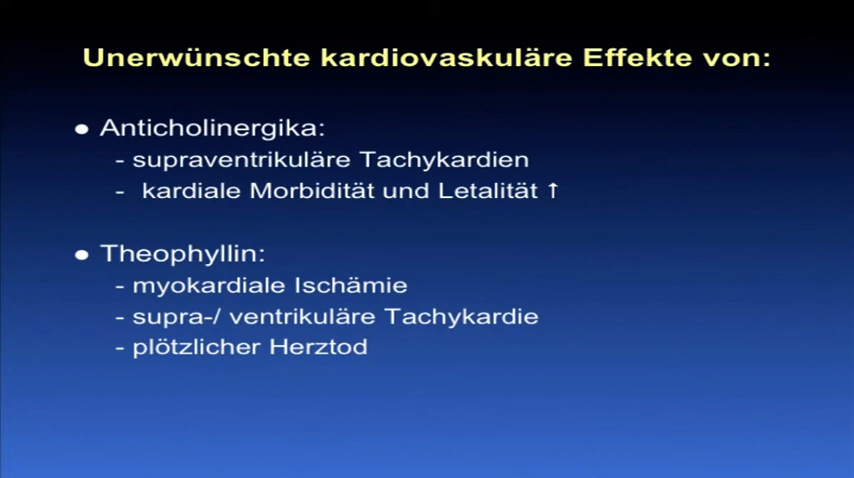 Unerwünschte kardiovaskuläre Effekte von:
● Anticholinergika:
- supraventrikuläre Tachykardien
- kardiale Morbidität und Letalität ↑
● Theophyllin:
- myokardiale Ischämie
- supra-/ ventrikuläre Tachykardie
- plötzlicher Herztod